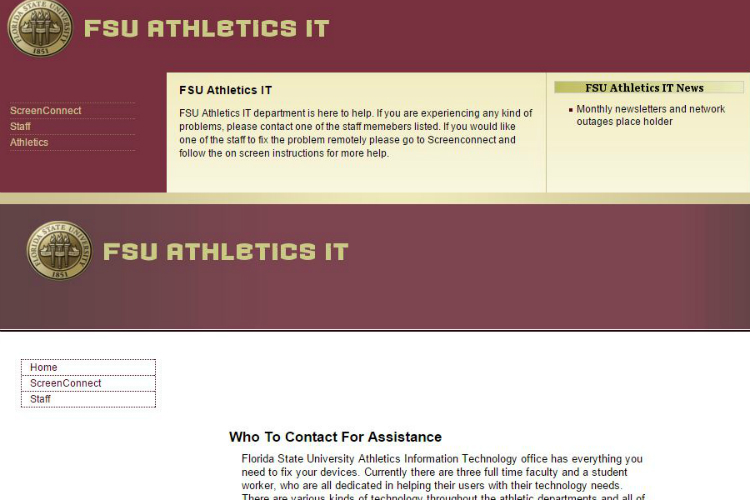 FLORIDA STATE UNIVERSITY
1851
FSU ATHLETICS IT
ScreenConnect
Staff
Athletics
FSU Athletics IT
FSU Athletics IT department is here to help. If you are experiencing any kind of
problems, please contact one of the staff memebers listed. If you would like
one of the staff to fix the problem remotely please go to Screenconnect and
follow the on screen instructions for more help.
FSU Athletics IT News
Monthly newsletters and network
outages place holder
FLORIDA STATE UNIVERSITY
1851
FSU ATHLETICS IT
Home
ScreenConnect
Staff
Who To Contact For Assistance
Florida State University Athletics Information Technology office has everything you
need to fix your devices. Currently there are three full time faculty and a student
worker, who are all dedicated in helping their users with their technology needs.
There are various kinds of technology throughout the athletic departments and all of